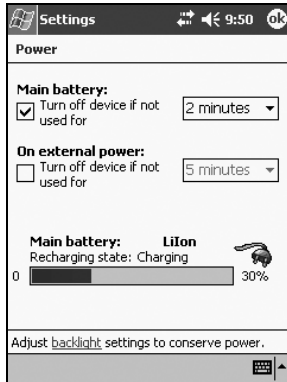 Settings 9:50 ok
Power
Main battery:
Turn off device if not
used for
2 minutes
On external power:
Turn off device if not
used for
5 minutes
Main battery: LiIon
Recharging state: Charging
0 30%
Adjust backlight settings to conserve power.